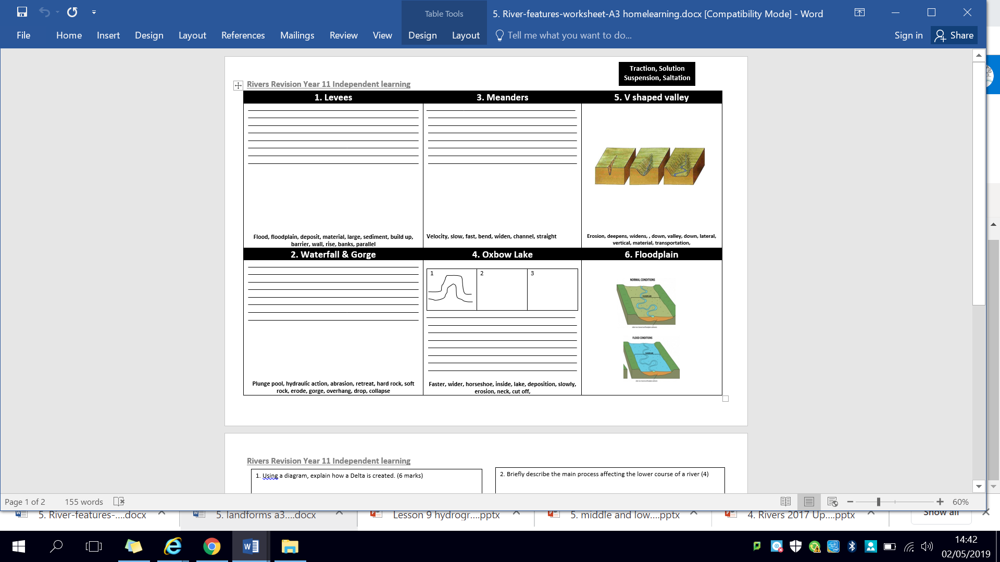 Table Tools
5. River-features-worksheet-A3 homelearning.docx [Compatibility Mode] - Word
File Home Insert Design Layout References Mailings Review View Design Layout Tell me what you want to do... Sign in Share
Traction, Solution
Suspension, Saltation
Rivers Revision Year 11 Independent learning
1. Levees
3. Meanders
5. V shaped valley
Flood, floodplain, deposit, material, large, sediment, build up,
barrier, wall, rise, banks, parallel
Velocity, slow, fast, bend, widen, channel, straight
Erosion, deepens, widens, , down, valley, down, lateral,
vertical, material, transportation,
2. Waterfall & Gorge
4. Oxbow Lake
6. Floodplain
1
2
3
NORMAL CONDITIONS
FLOODPLAIN
FLOOD CONDITIONS
FLOODPLAIN
Plunge pool, hydraulic action, abrasion, retreat, hard rock, soft
rock, erode, gorge, overhang, drop, collapse
Faster, wider, horseshoe, inside, lake, deposition, slowly,
erosion, neck, cut off,
Rivers Revision Year 11 Independent learning
1. Using a diagram, explain how a Delta is created. (6 marks)
2. Briefly describe the main process affecting the lower course of a river (4)
Page 1 of 2 155 words
60%
5. River-features-....docx
5. landforms a3....docx
Lesson 9 hydrogr....pptx
5. middle and low....pptx
4. Rivers 2017 Up....pptx
Show all
14:42
02/05/2019